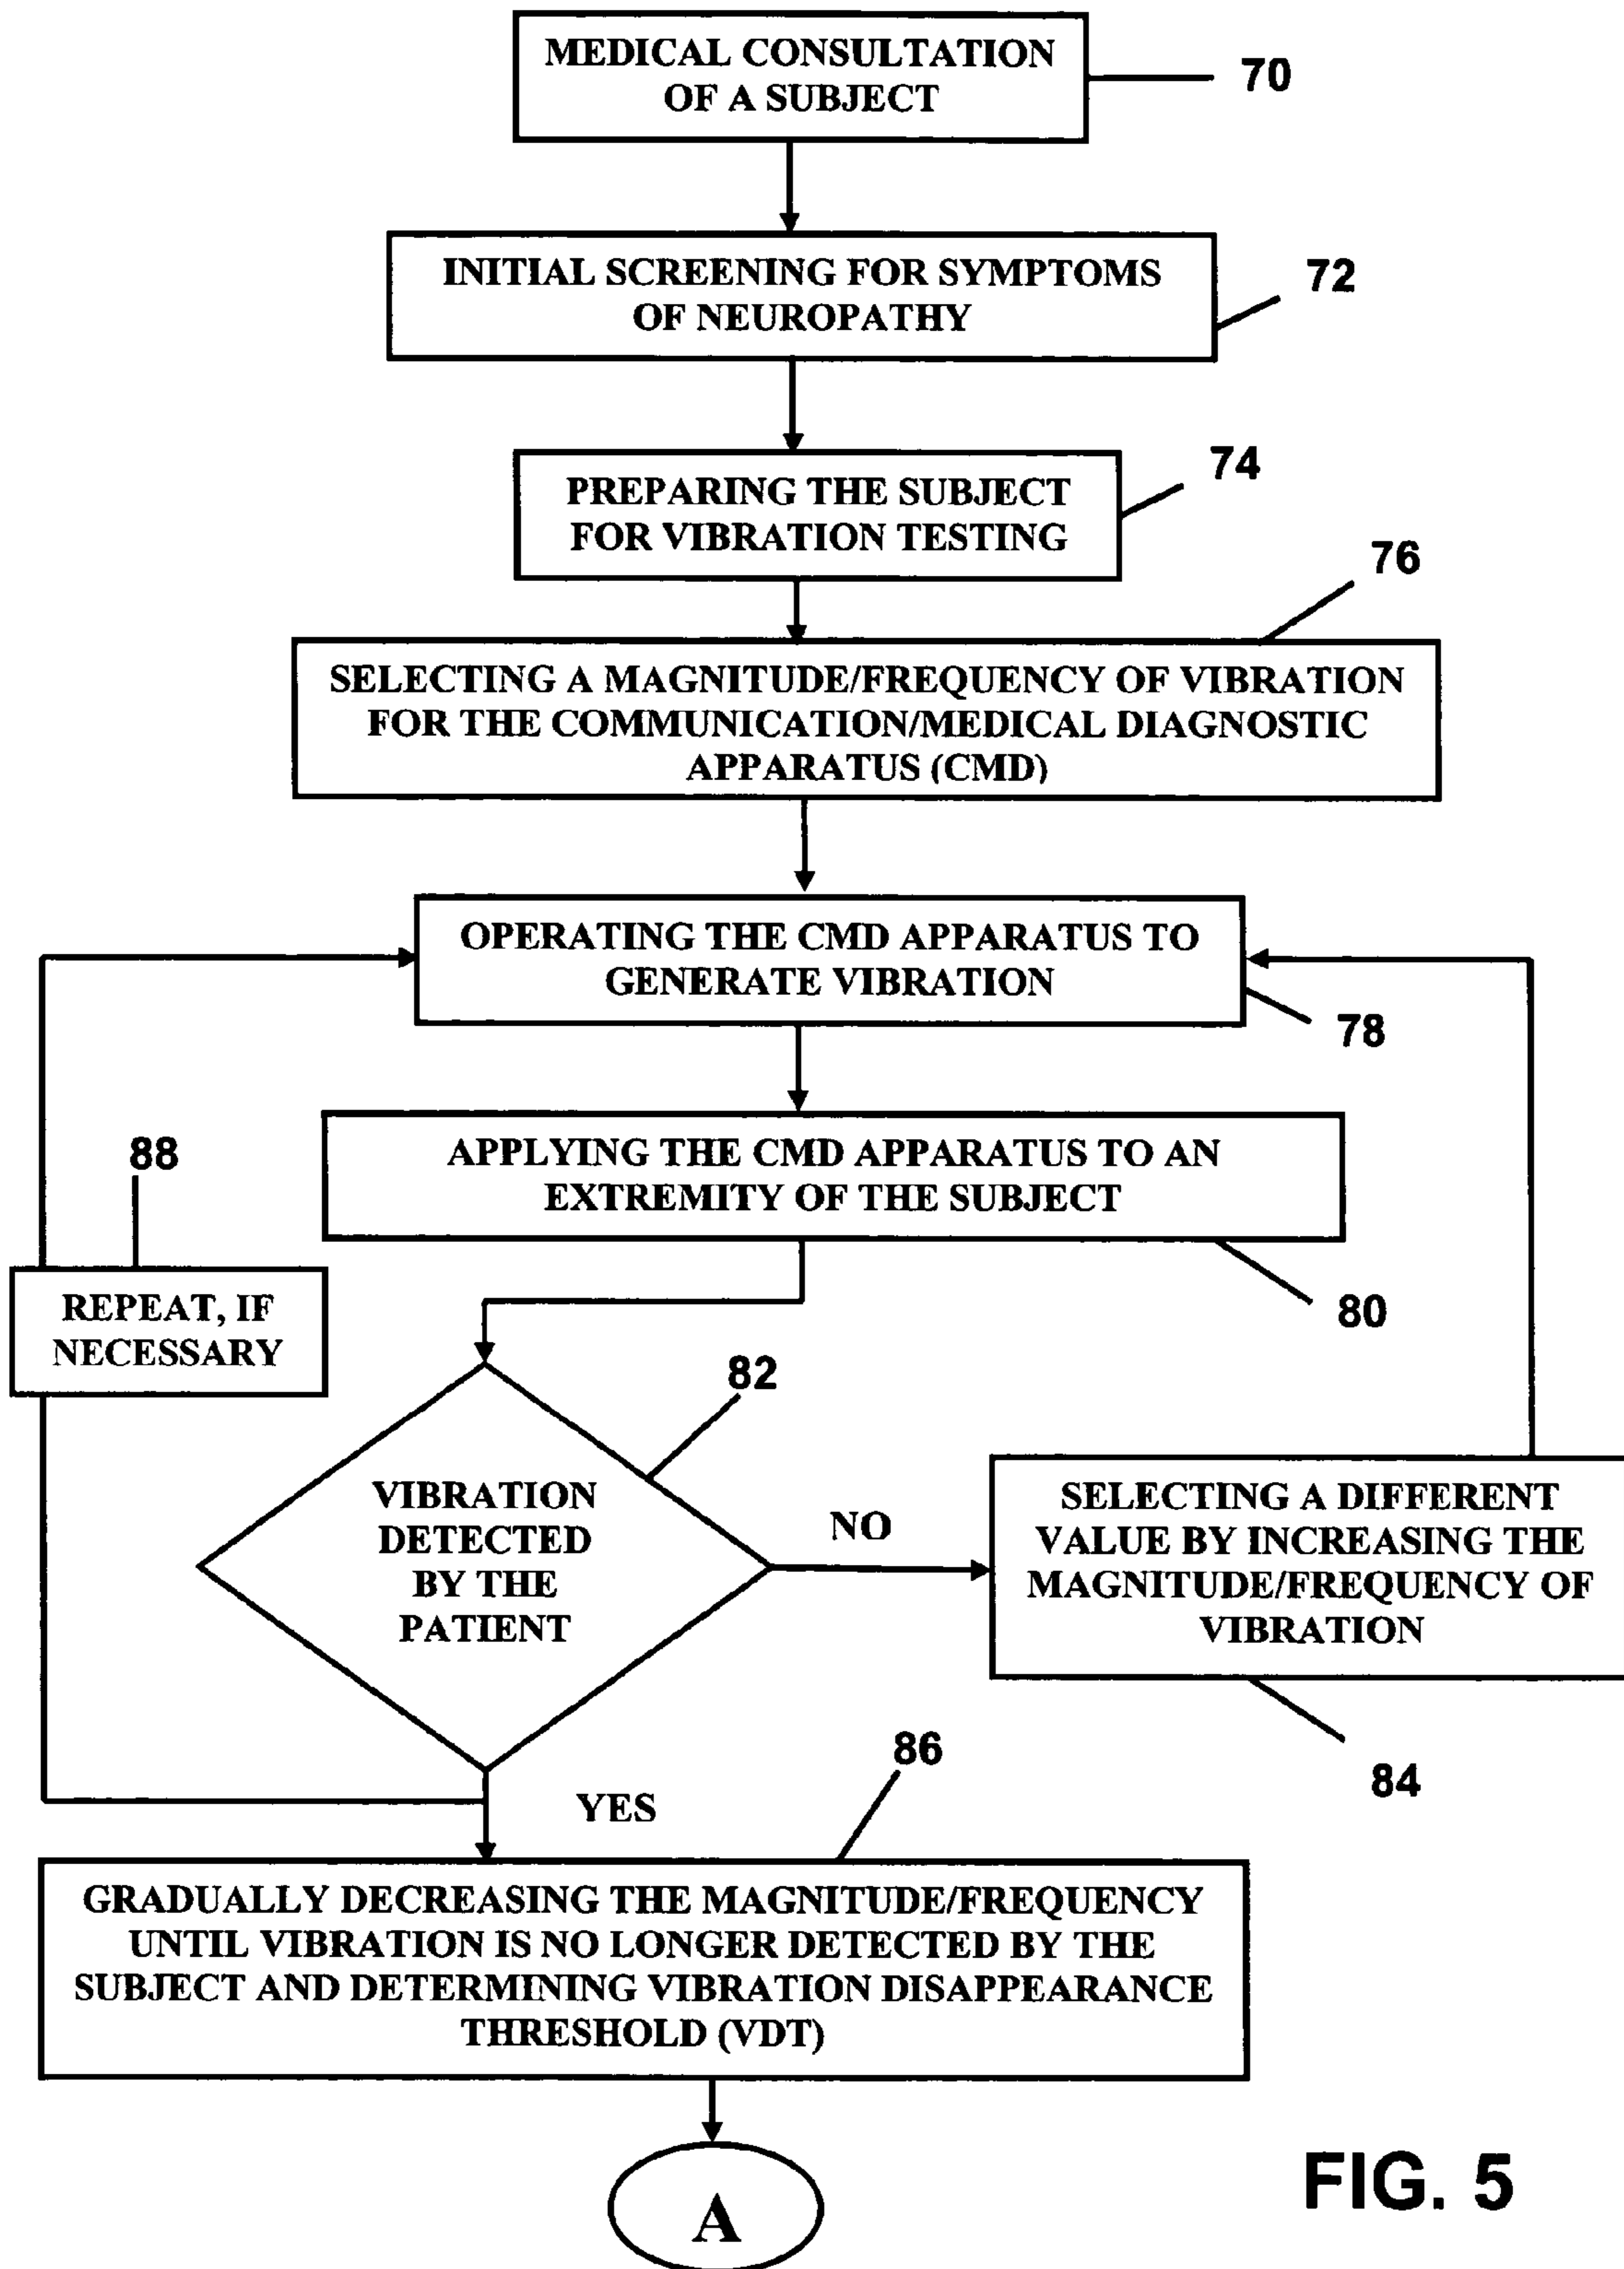 MEDICAL CONSULTATION
OF A SUBJECT
70
INITIAL SCREENING FOR SYMPTOMS
OF NEUROPATHY
72
PREPARING THE SUBJECT
FOR VIBRATION TESTING
74
76
SELECTING A MAGNITUDE/FREQUENCY OF VIBRATION
FOR THE COMMUNICATION/MEDICAL DIAGNOSTIC
APPARATUS (CMD)
OPERATING THE CMD APPARATUS TO
GENERATE VIBRATION
78
APPLYING THE CMD APPARATUS TO AN
EXTREMITY OF THE SUBJECT
80
88
REPEAT, IF
NECESSARY
82
VIBRATION
DETECTED
BY THE
PATIENT
NO
SELECTING A DIFFERENT
VALUE BY INCREASING THE
MAGNITUDE/FREQUENCY OF
VIBRATION
84
YES
86
GRADUALLY DECREASING THE MAGNITUDE/FREQUENCY
UNTIL VIBRATION IS NO LONGER DETECTED BY THE
SUBJECT AND DETERMINING VIBRATION DISAPPEARANCE
THRESHOLD (VDT)
A
FIG. 5